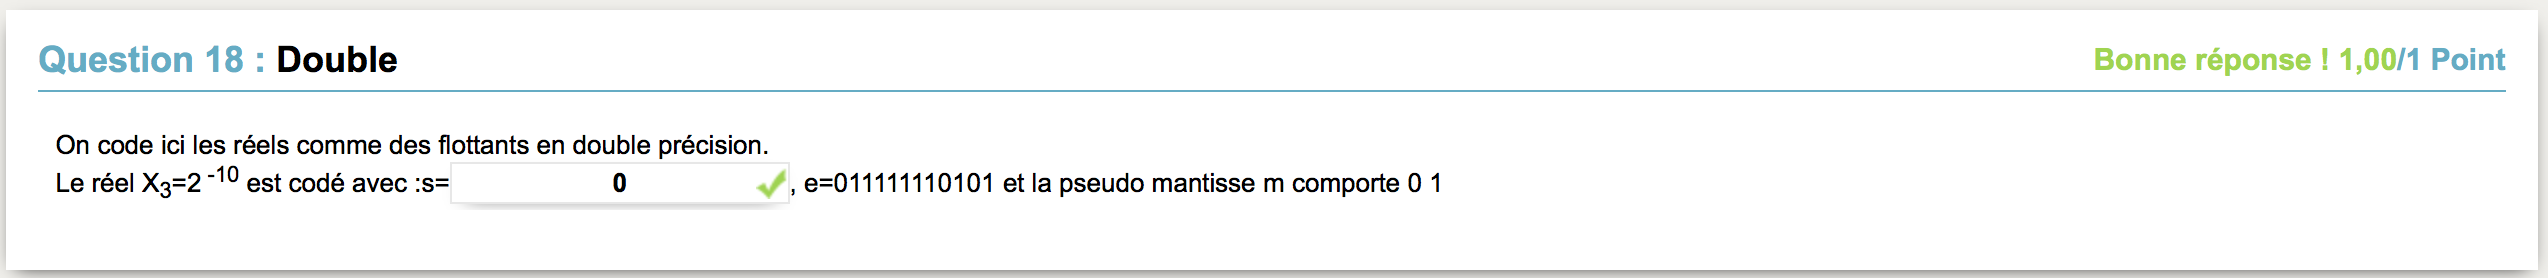 Question 18 : Double
Bonne réponse ! 1,00/1 Point
On code ici les réels comme des flottants en double précision.
Le réel X3=2 -10 est codé avec :s= 0 , e=011111110101 et la pseudo mantisse m comporte 0 1